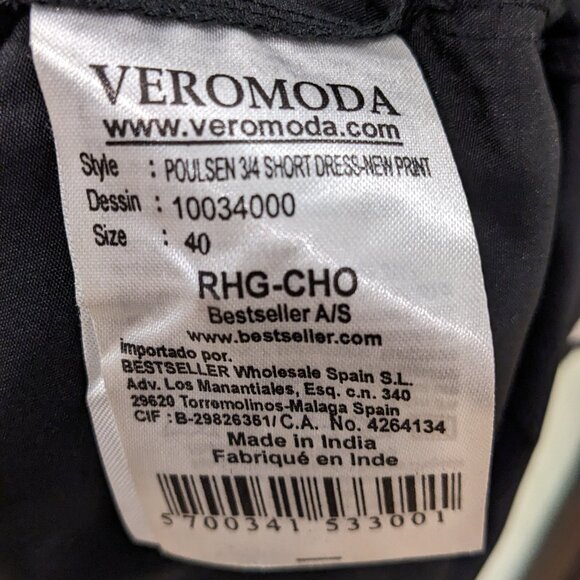 VEROMODA
www.veromoda.com
Style : POULSEN 3/4 SHORT DRESS-NEW PRINT
Dessin : 10034000
Size : 40
RHG-CHO
Bestseller A/S
www.bestseller.com
importado por.
BESTSELLER Wholesale Spain S.L.
Adv. Los Manantiales, Esq. c.n. 340
29620 Torremolinos-Malaga Spain
CIF : B-29826351/ C.A. No. 4264134
Made in India
Fabriqué en Inde
5 700341 533001